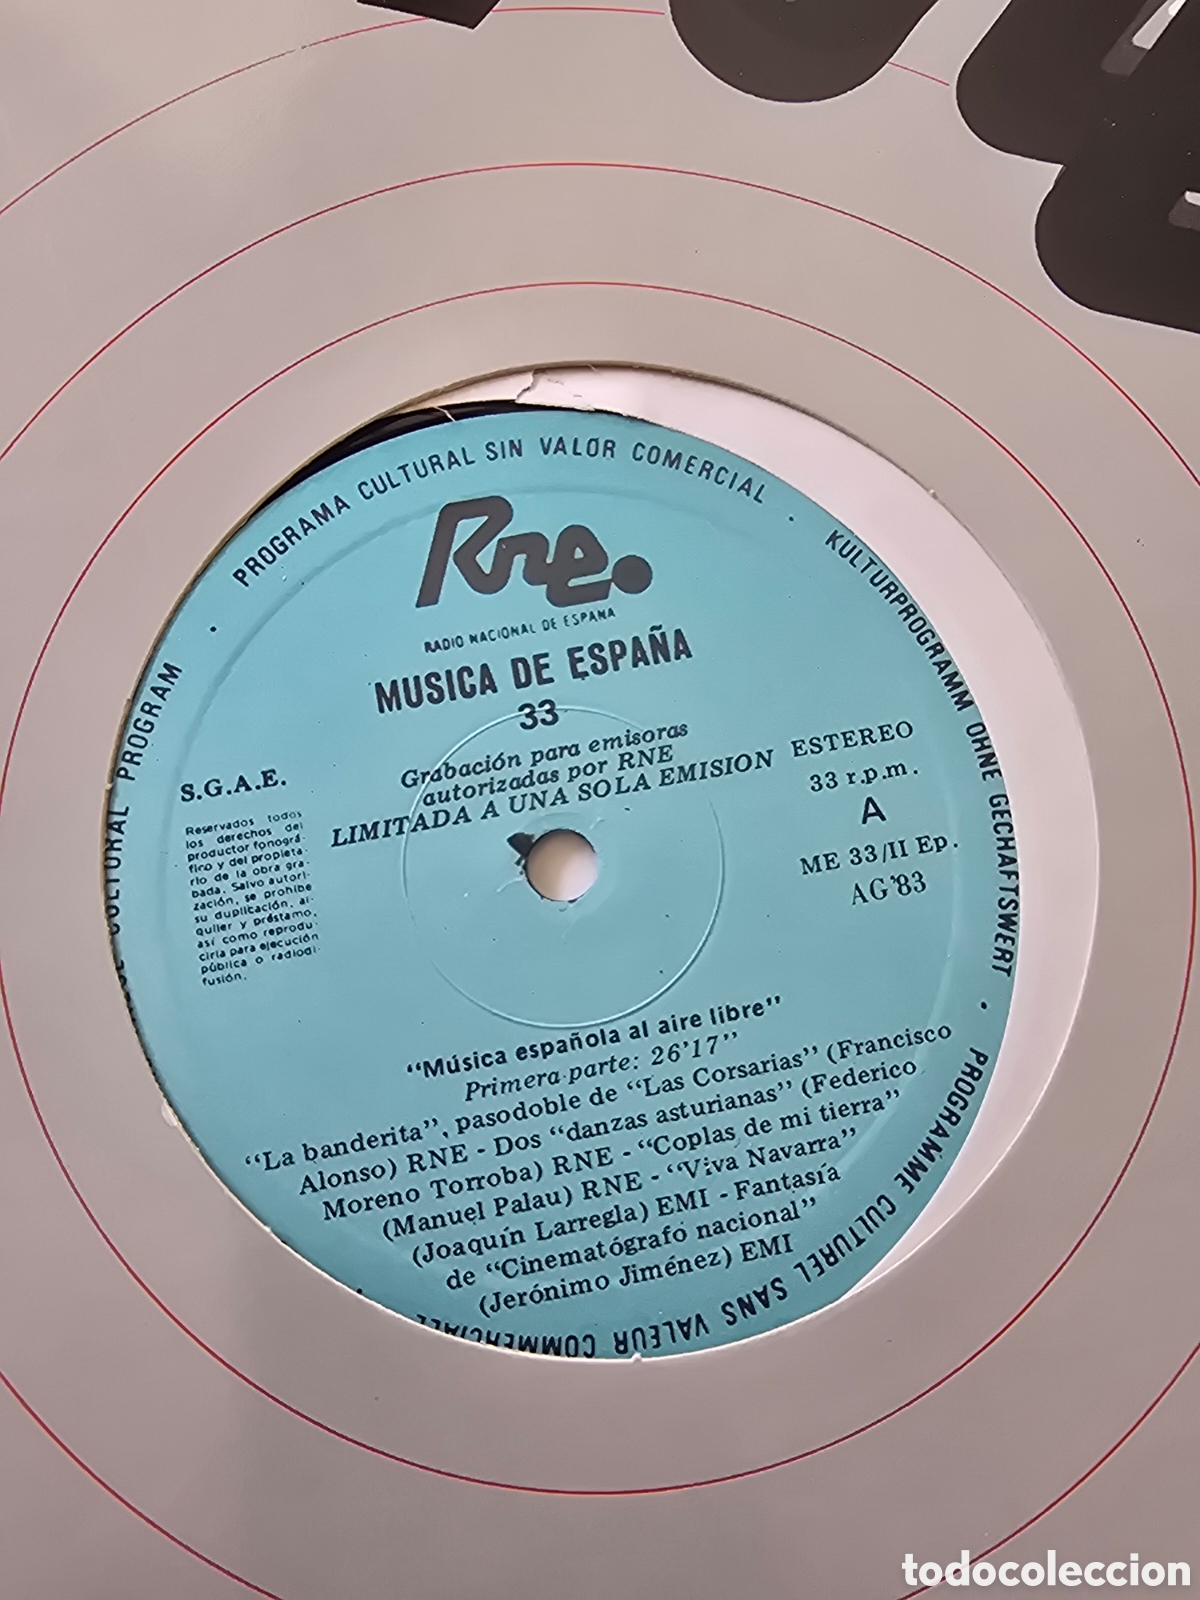 PROGRAMA CULTURAL SIN VALOR COMERCIAL .
KULTURPROGRAMM OHNE GECHAFTSWERT .
PROGRAMME CULTUREL SANS VALEUR COMMERCIALE .
CULTURAL PROGRAM .
Rne.
RADIO NACIONAL DE ESPAÑA
MUSICA DE ESPAÑA
33
Grabación para emisoras
autorizadas por RNE
LIMITADA A UNA SOLA EMISION
S.G.A.E.
Reservados todos
los derechos del
productor fonográ-
fico y del propieta-
rio de la obra gra-
bada. Salvo autori-
zación, se prohibe
su duplicación, al-
quiler y préstamo,
así como reprodu-
cirla para ejecución
pública o radiodi-
fusión.
ESTEREO
33 r.p.m.
A
ME 33/II Ep.
AG'83
"Música española al aire libre"
Primera parte: 26'17"
"La banderita", pasodoble de "Las Corsarias" (Francisco
Alonso) RNE - Dos "danzas asturianas" (Federico
Moreno Torroba) RNE - "Coplas de mi tierra"
(Manuel Palau) RNE - "Viva Navarra"
(Joaquín Larregla) EMI - Fantasía
de "Cinematógrafo nacional"
(Jerónimo Jiménez) EMI
todocoleccion